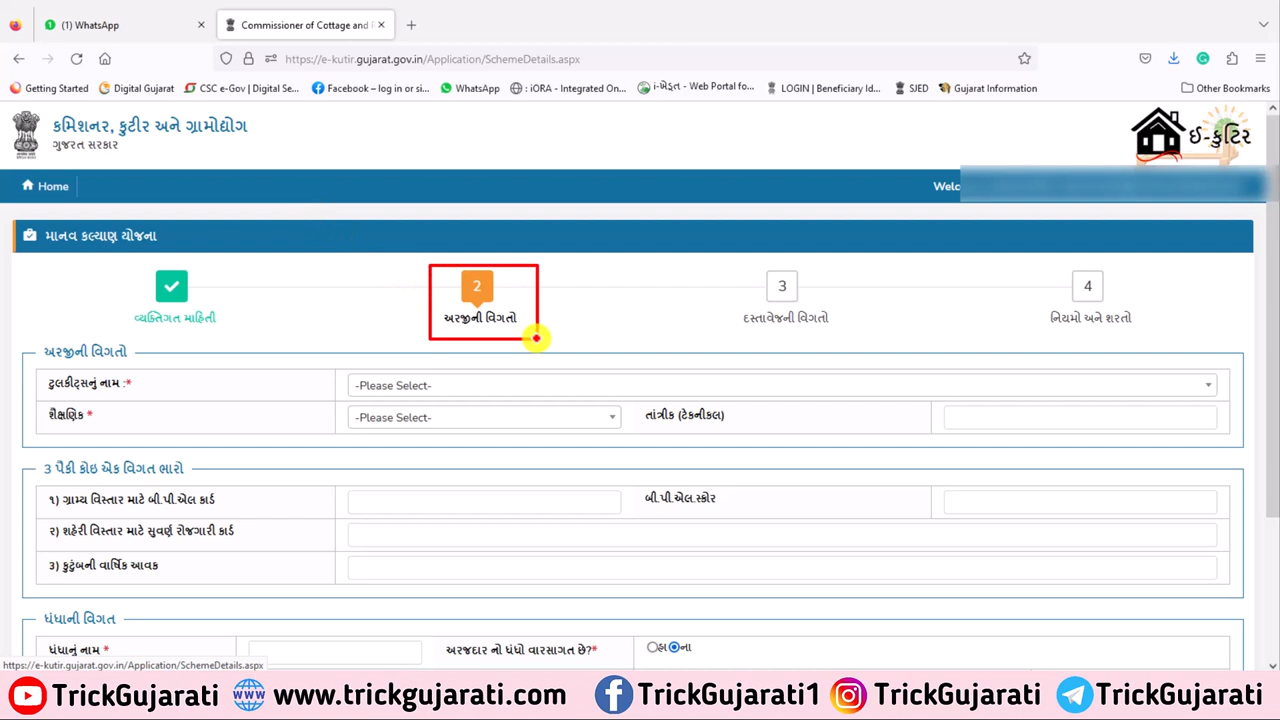 (1) WhatsApp
Commissioner of Cottage and
https://e-kutir.gujarat.gov.in/Application/SchemeDetails.aspx
Getting Started Digital Gujarat CSC e-Gov | Digital Se... Facebook – log in or si... WhatsApp : iORA - Integrated On... i-ખેડૂત - Web Portal fo... LOGIN | Beneficiary Id... SJED Gujarat Information Other Bookmarks
કમિશનર, કુટીર અને ગ્રામોદ્યોગ
ગુજરાત સરકાર
ઈ-કુટિર
Home
માનવ કલ્યાણ યોજના
2 3 4
વ્યક્તિગત માહિતી અરજીની વિગતો દસ્તાવેજની વિગતો નિયમો અને શરતો
અરજીની વિગતો
ટુલકીટ્સનું નામ :* -Please Select-
શૈક્ષણિક * -Please Select- તાંત્રીક (ટેકનીકલ)
૩ પૈકી કોઇ એક વિગત ભારો
૧) ગ્રામ્ય વિસ્તાર માટે બી.પી.એલ કાર્ડ બી.પી.એલ.સ્કોર
૨) શહેરી વિસ્તાર માટે સુવર્ણ રોજગારી કાર્ડ
૩) કુટુંબની વાર્ષિક આવક
ધંધાની વિગત
ધંધાનું નામ * અરજદાર નો ધંધો વારસાગત છે?* હા ના
https://e-kutir.gujarat.gov.in/Application/SchemeDetails.aspx
TrickGujarati www.trickgujarati.com TrickGujarati1 TrickGujarati TrickGujarati